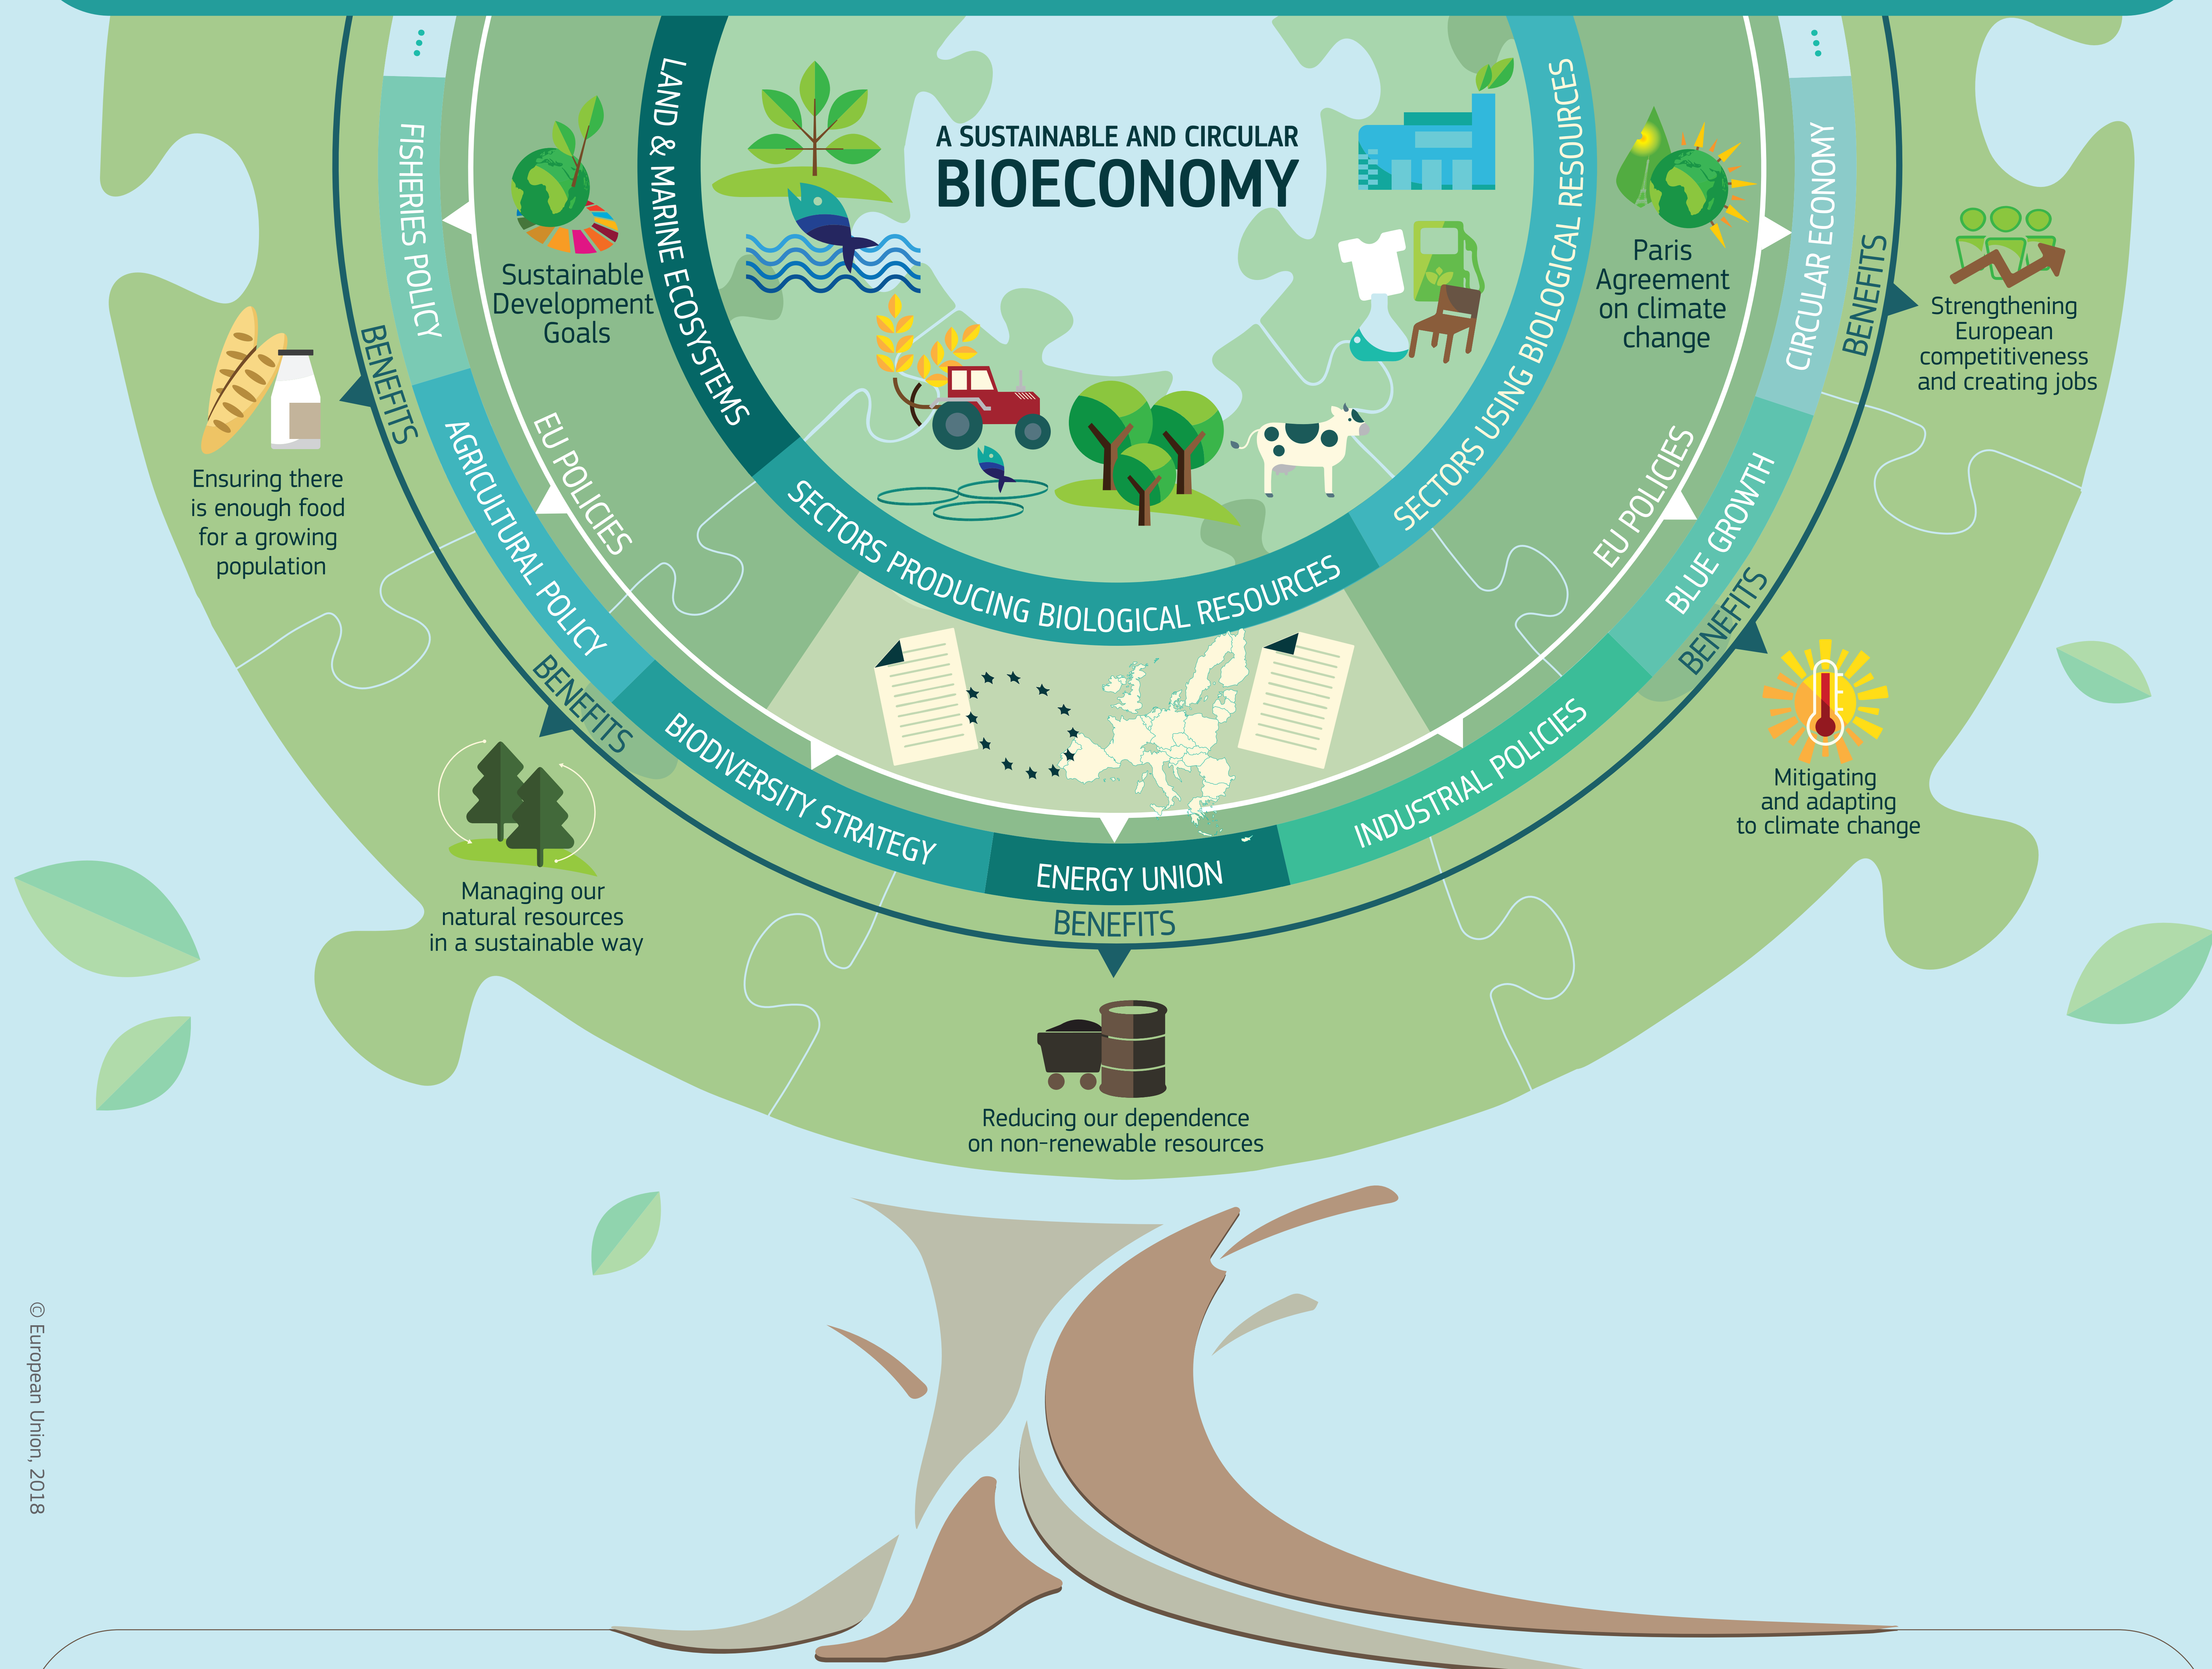 A SUSTAINABLE AND CIRCULAR
BIOECONOMY
LAND & MARINE ECOSYSTEMS
SECTORS PRODUCING BIOLOGICAL RESOURCES
SECTORS USING BIOLOGICAL RESOURCES
Sustainable
Development
Goals
Paris
Agreement
on climate
change
EU POLICIES
EU POLICIES
FISHERIES POLICY
AGRICULTURAL POLICY
BIODIVERSITY STRATEGY
ENERGY UNION
INDUSTRIAL POLICIES
BLUE GROWTH
CIRCULAR ECONOMY
BENEFITS
Ensuring there
is enough food
for a growing
population
BENEFITS
Managing our
natural resources
in a sustainable way
BENEFITS
Reducing our dependence
on non-renewable resources
BENEFITS
Mitigating
and adapting
to climate change
BENEFITS
Strengthening
European
competitiveness
and creating jobs
© European Union, 2018